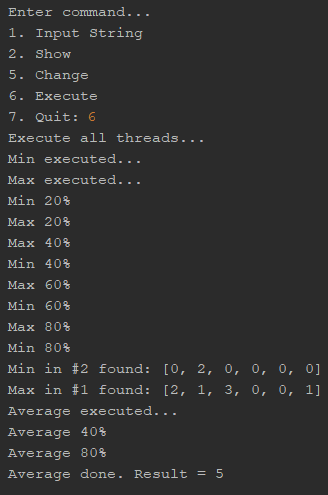 Enter command...
1. Input String
2. Show
5. Change
6. Execute
7. Quit: 6
Execute all threads...
Min executed...
Max executed...
Min 20%
Max 20%
Max 40%
Min 40%
Max 60%
Min 60%
Max 80%
Min 80%
Min in #2 found: [0, 2, 0, 0, 0, 0]
Max in #1 found: [2, 1, 3, 0, 0, 1]
Average executed...
Average 40%
Average 80%
Average done. Result = 5